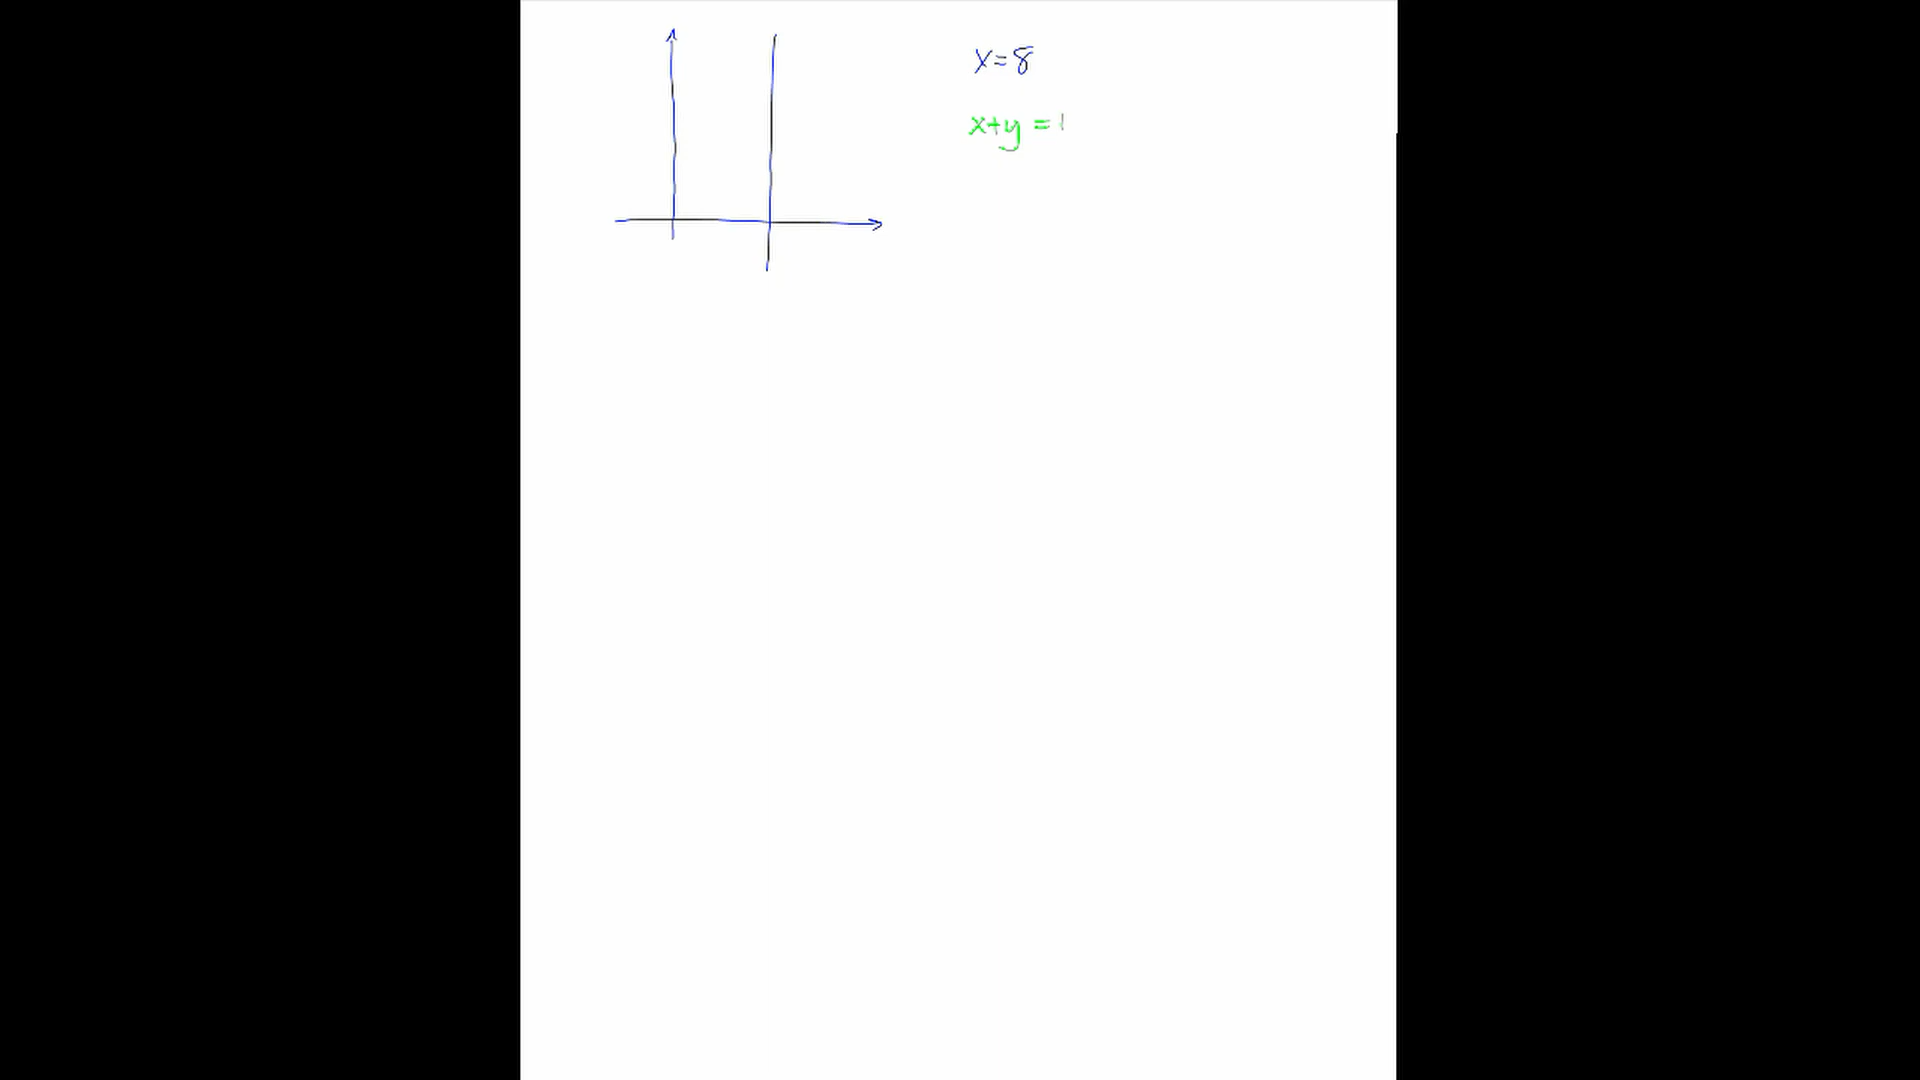 x=8
x+y = 1